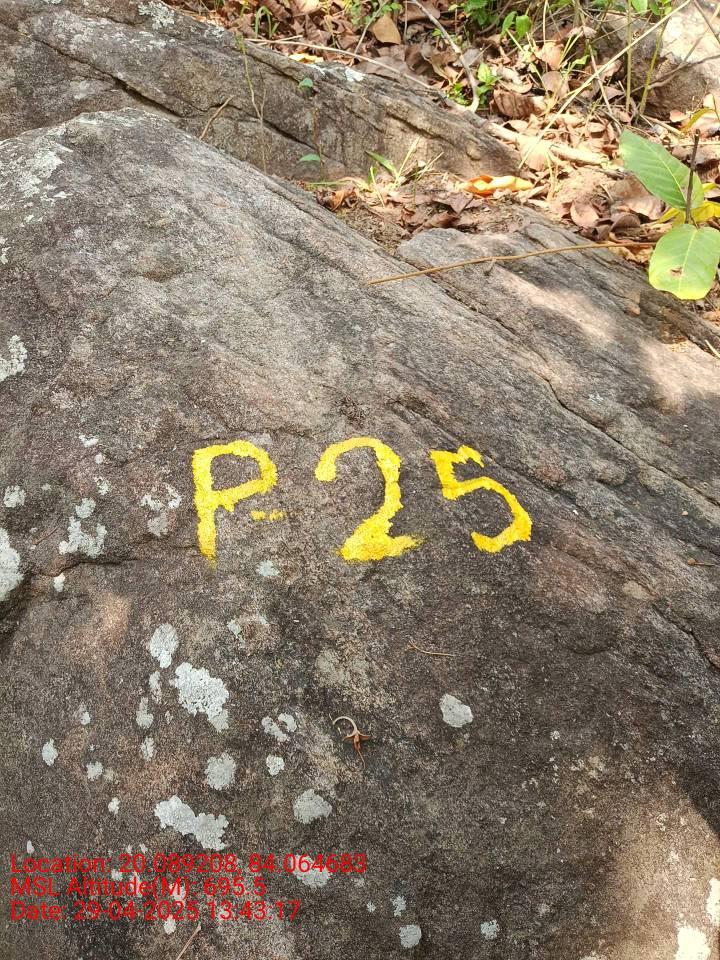 P-25
Location: 20.089208, 84.064683
MSL Altitude(M): 695.5
Date: 29-04-2025 13:43:17